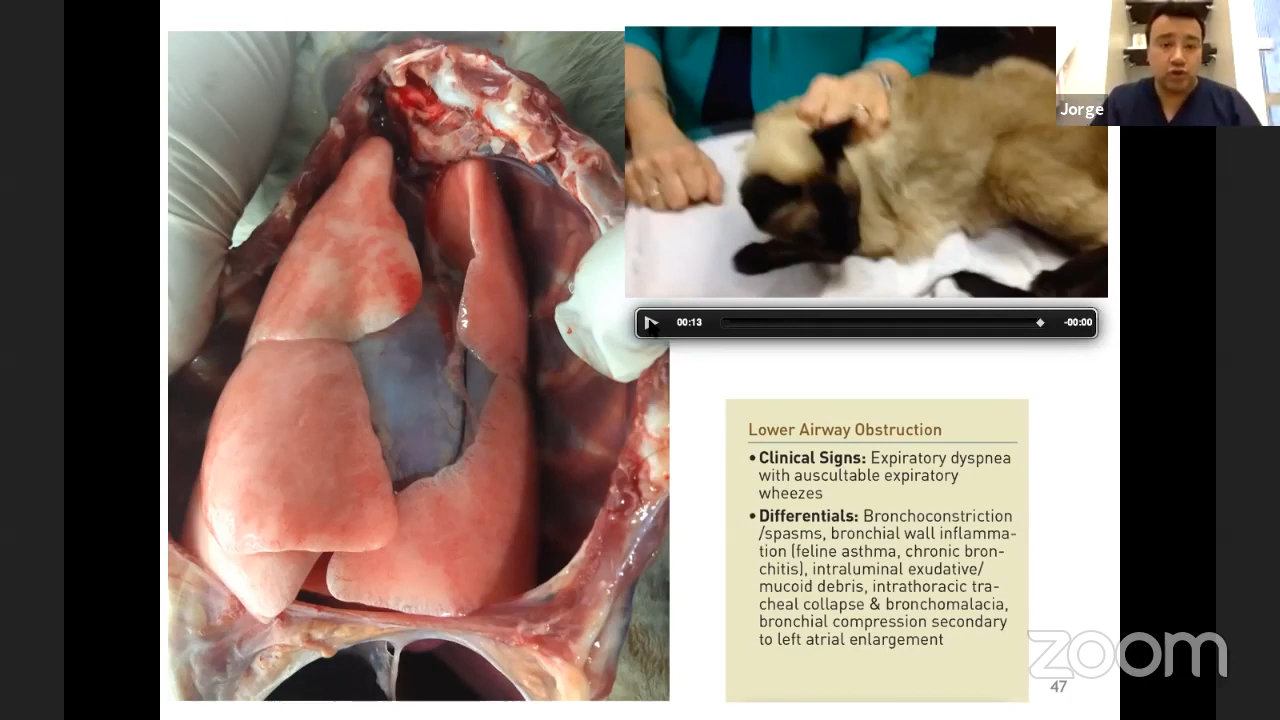 Jorge
00:13
-00:00
Lower Airway Obstruction
• Clinical Signs: Expiratory dyspnea
with auscultable expiratory
wheezes
• Differentials: Bronchoconstriction
/spasms, bronchial wall inflamma-
tion (feline asthma, chronic bron-
chitis), intraluminal exudative/
mucoid debris, intrathoracic tra-
cheal collapse & bronchomalacia,
bronchial compression secondary
to left atrial enlargement
zoom
47